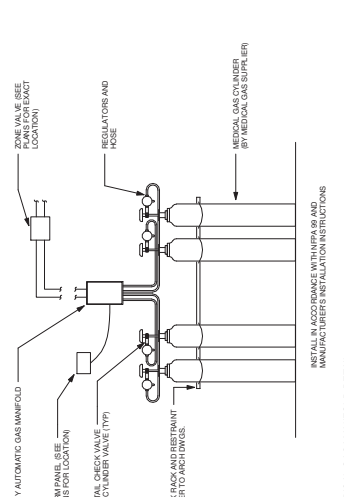 ZONE VALVE (SEE
PLANS FOR EXACT
LOCATION)
Y AUTOMATIC GAS MANIFOLD
M PANEL (SEE
S FOR LOCATION)
REGULATORS AND
HOSE
TAIL CHECK VALVE
CYLINDER VALVE (TYP)
RACK AND RESTRAINT
ER TO ARCH DWGS.
MEDICAL GAS CYLINDER
(BY MEDICAL GAS SUPPLIER)
INSTALL IN ACCORDANCE WITH NFPA 99 AND
MANUFACTURER'S INSTALLATION INSTRUCTIONS